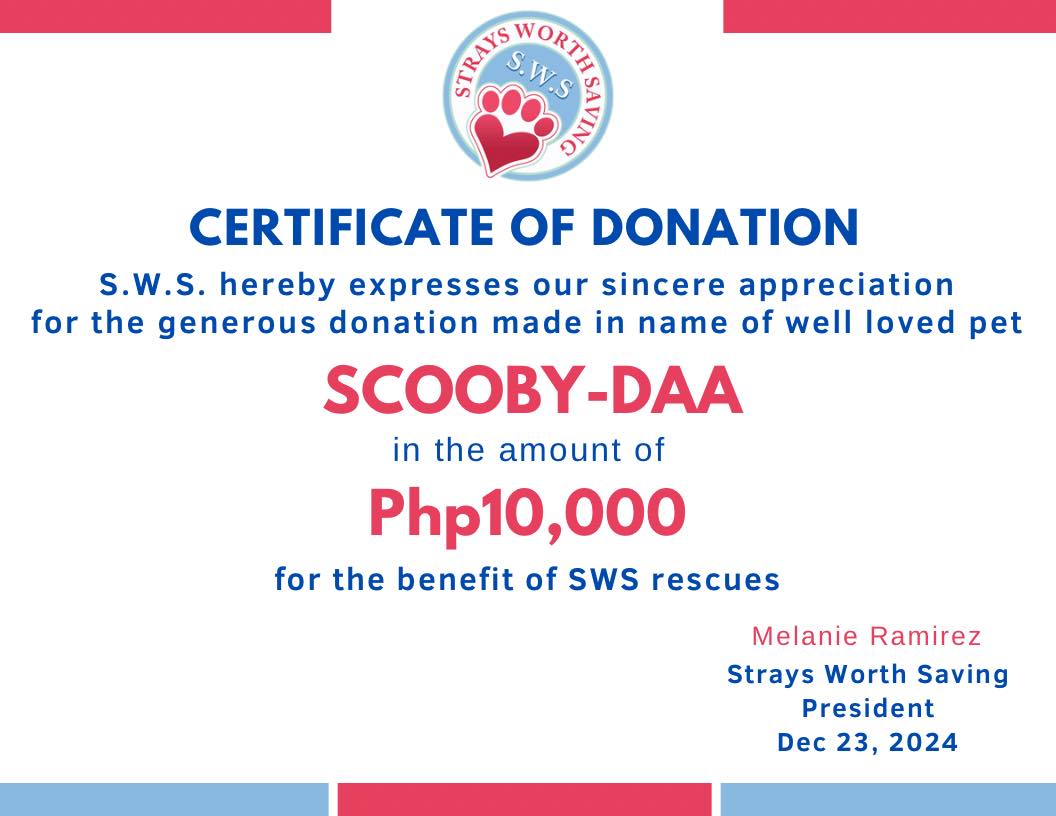 STRAYS WORTH SAVING
S.W.S
CERTIFICATE OF DONATION
S.W.S. hereby expresses our sincere appreciation
for the generous donation made in name of well loved pet
SCOOBY-DAA
in the amount of
Php10,000
for the benefit of SWS rescues
Melanie Ramirez
Strays Worth Saving
President
Dec 23, 2024